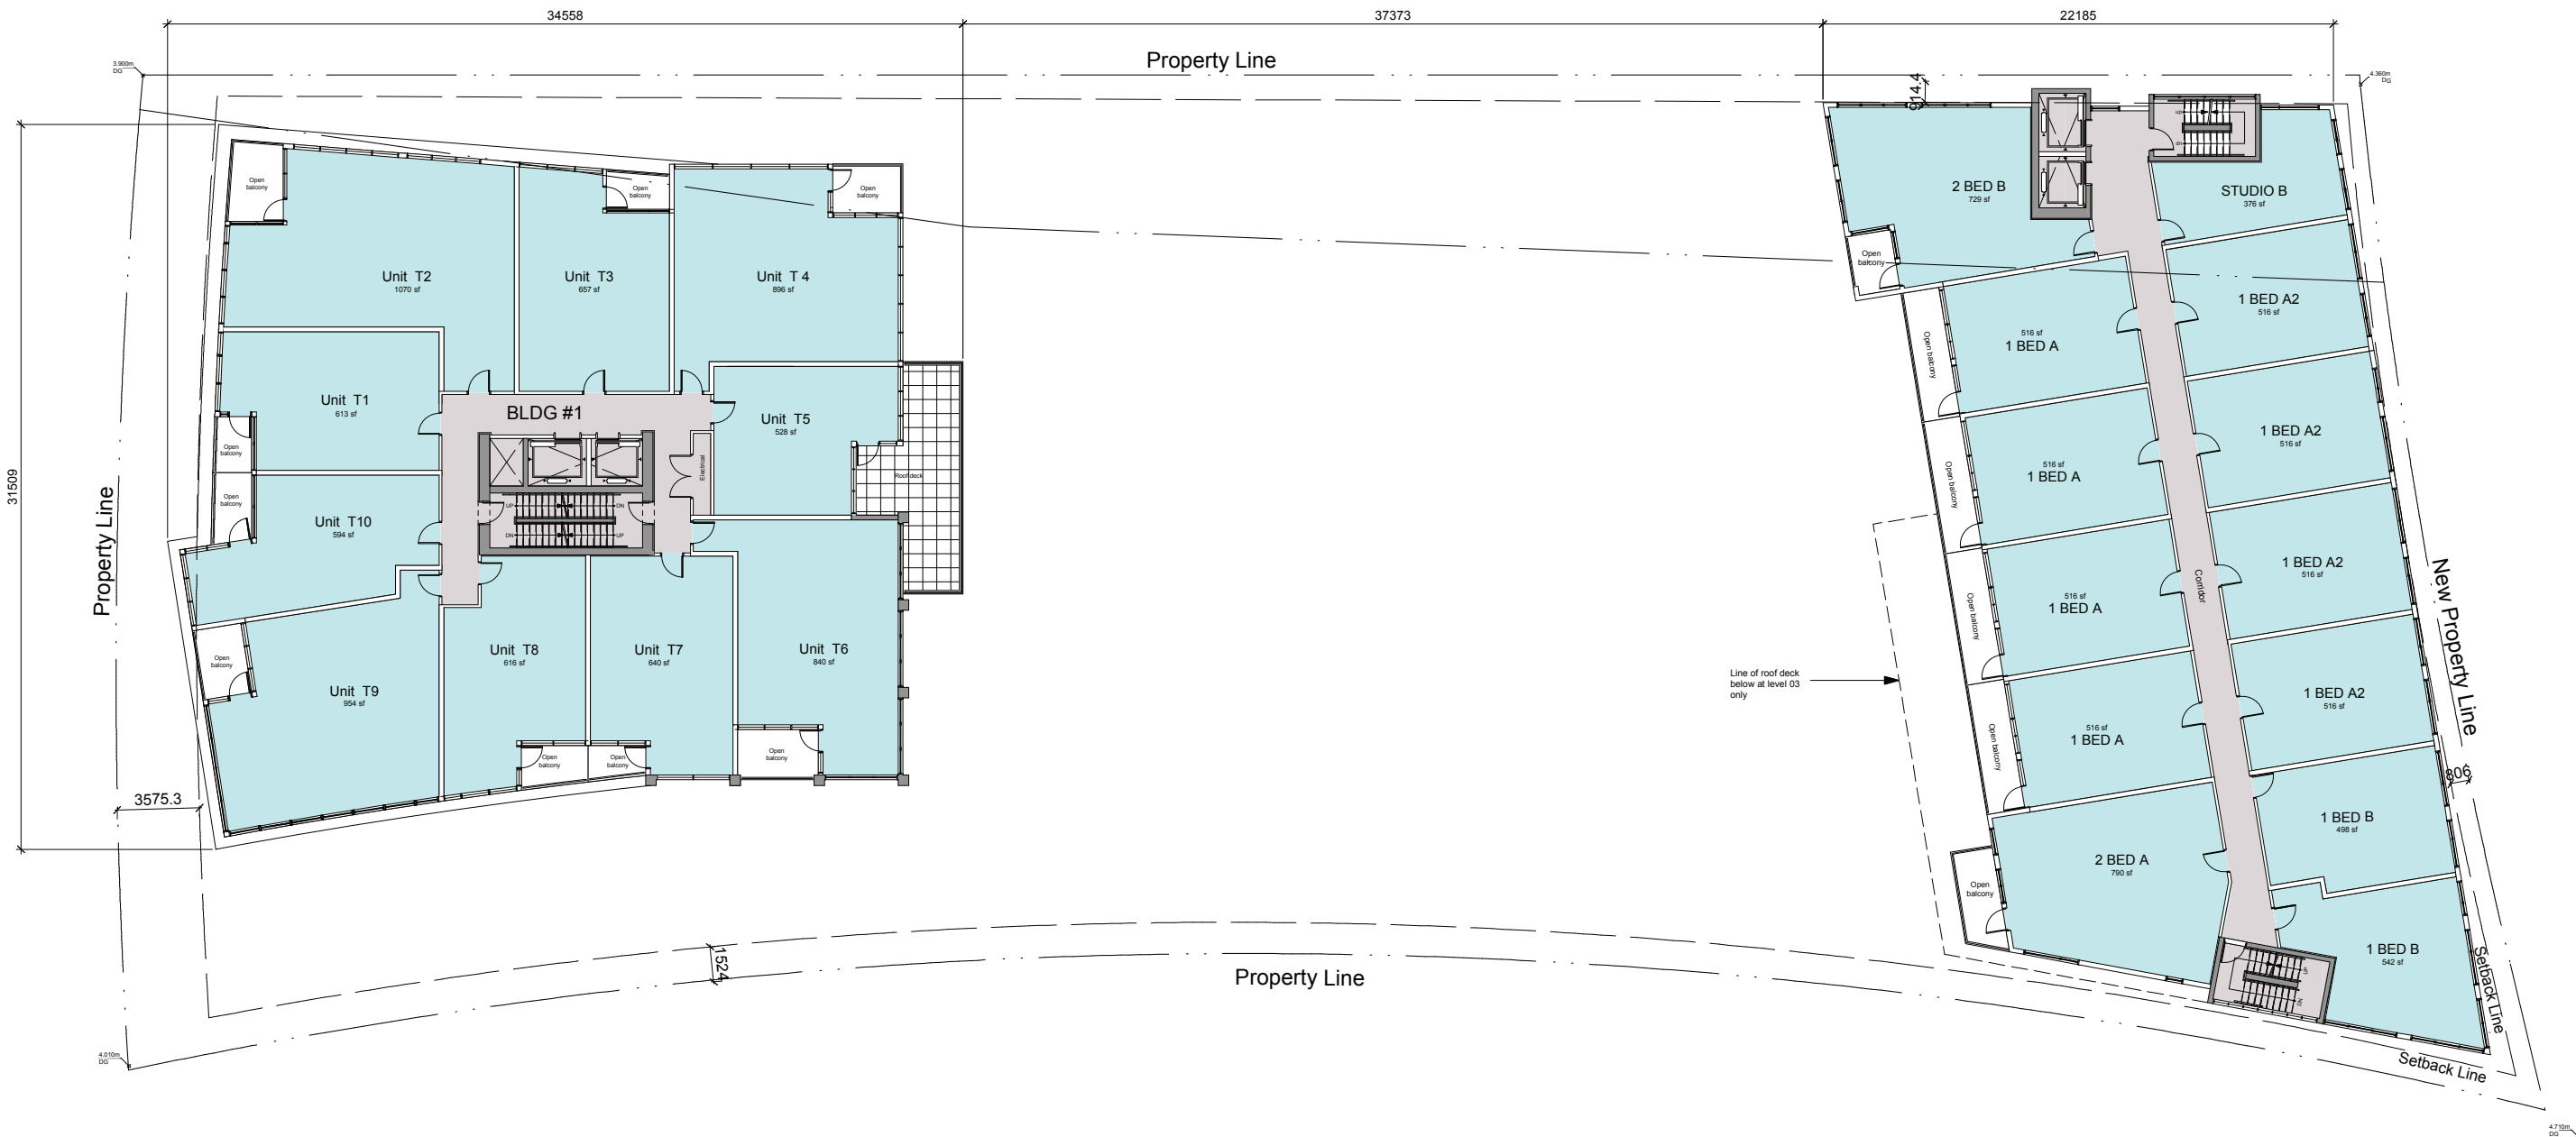 34558
37373
22185
Property Line
3.900m
DG
4.360m
DG
914.4
31509
Property Line
3575.3
Open
balcony
Open
balcony
Open
balcony
Unit T2
1070 sf
Unit T3
657 sf
Unit T 4
896 sf
Unit T1
613 sf
BLDG #1
Unit T5
528 sf
Open
balcony
Open
balcony
Electrical
Roof deck
UP
DN
DN
UP
Unit T10
594 sf
Open
balcony
Unit T9
954 sf
Unit T8
616 sf
Unit T7
640 sf
Unit T6
840 sf
Open
balcony
Open
balcony
Open
balcony
1524
Property Line
4.010m
DG
2 BED B
729 sf
up
STUDIO B
376 sf
Open
balcony
516 sf
1 BED A
1 BED A2
516 sf
Open balcony
516 sf
1 BED A
1 BED A2
516 sf
Open balcony
516 sf
1 BED A
1 BED A2
516 sf
Open balcony
Corridor
516 sf
1 BED A
1 BED A2
516 sf
Open balcony
Line of roof deck
below at level 03
only
New Property Line
806
1 BED B
498 sf
2 BED A
790 sf
Open
balcony
1 BED B
542 sf
Setback Line
Setback Line
4.710m
DG